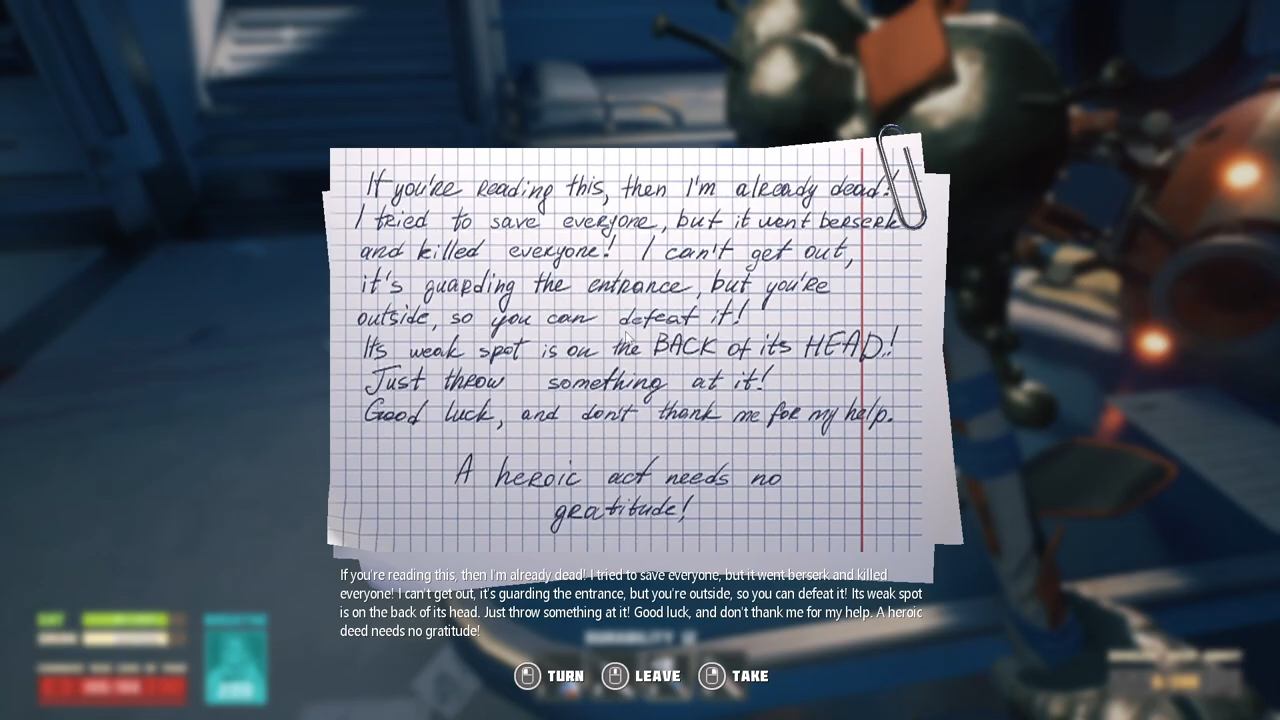 If you're reading this, then I'm already dead!
I tried to save everyone, but it went berserk
and killed everyone! I can't get out,
it's guarding the entrance, but you're
outside, so you can defeat it!
Its weak spot is on the BACK of its HEAD!
Just throw something at it!
Good luck, and don't thank me for my help.
A heroic act needs no
gratitude!
If you're reading this, then I'm already dead! I tried to save everyone, but it went berserk and killed
everyone! I can't get out, it's guarding the entrance, but you're outside, so you can defeat it! Its weak spot
is on the back of its head. Just throw something at it! Good luck, and don't thank me for my help. A heroic
deed needs no gratitude!
DURABILITY
TURN LEAVE TAKE